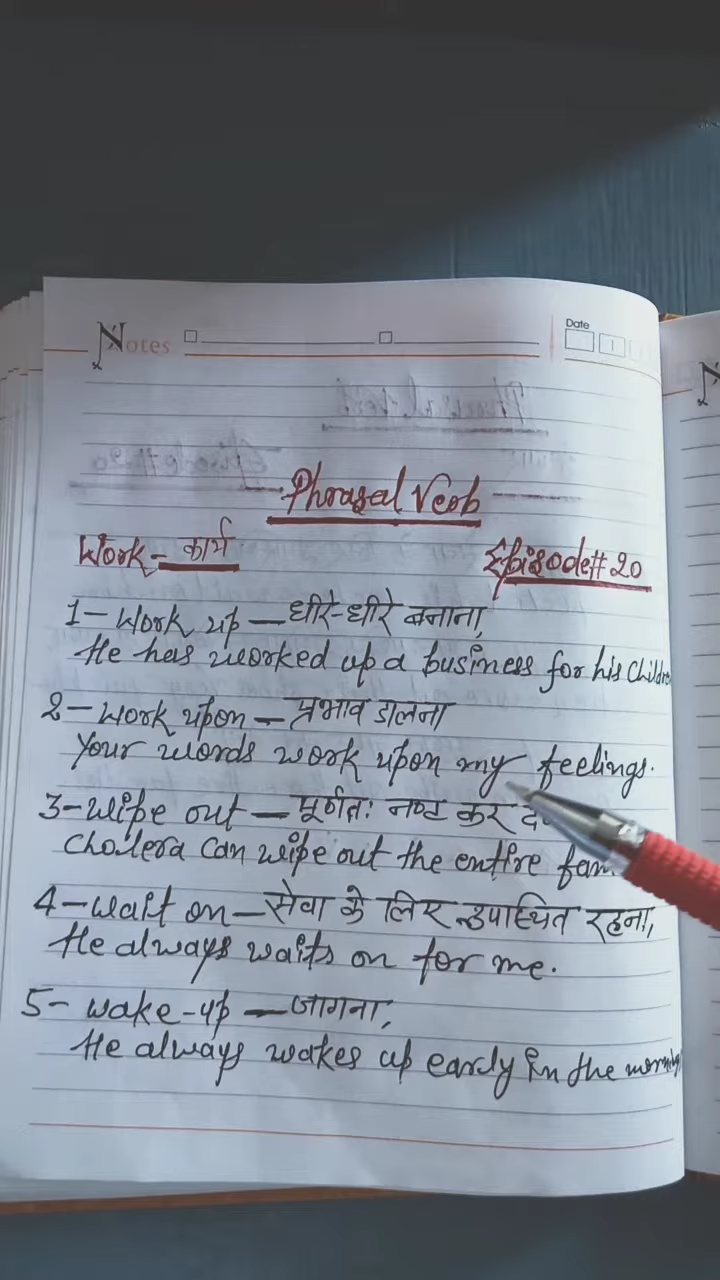 Notes
Date
Phrasal Verb
Work - कार्य
Episode # 20
1- Work up - धीरे-धीरे बनाना,
He has worked up a business for his Children
2- work upon - प्रभाव डालना
Your words work upon my feelings.
3- wipe out - पूर्णतः नष्ट कर
Cholera can wipe out the entire
4- wait on - सेवा के लिए उपास्थित रहना,
He always waits on for me.
5- wake-up - जागना,
He always wakes up early in the morning